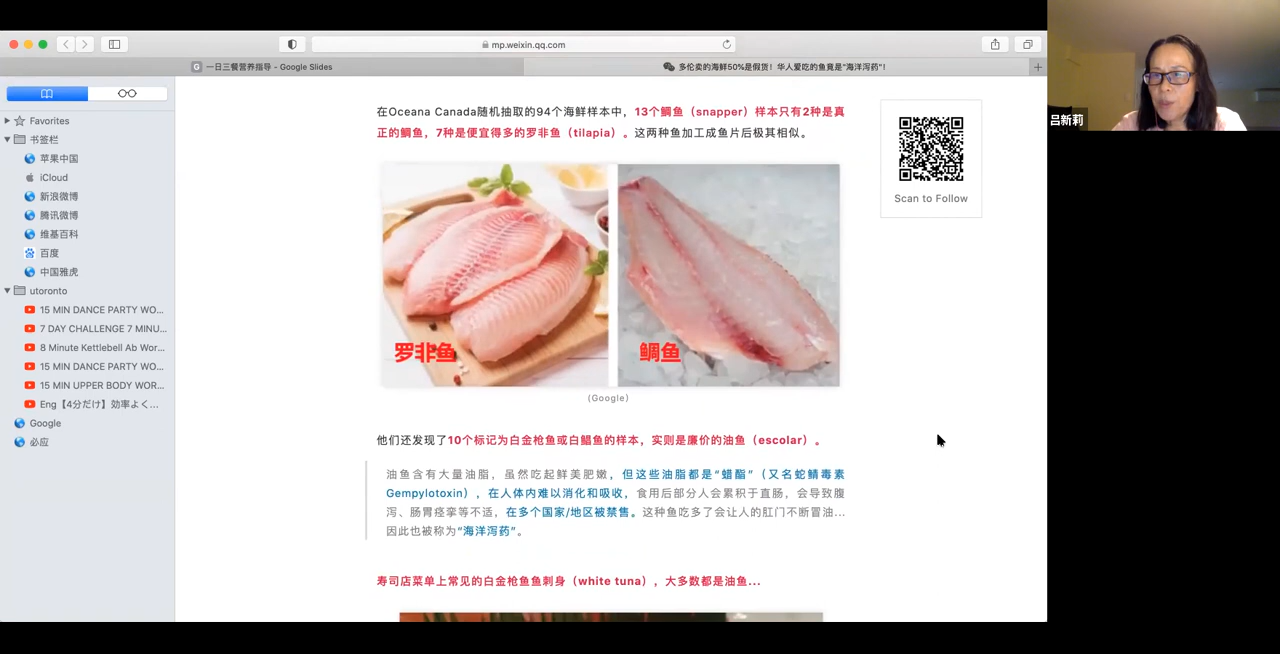 mp.weixin.qq.com
一日三餐营养指导 - Google Slides
多伦卖的海鲜50%是假货！华人爱吃的鱼竟是"海洋泻药"！
吕新莉
Favorites
书签栏
苹果中国
iCloud
新浪微博
腾讯微博
维基百科
百度
中国雅虎
utoronto
15 MIN DANCE PARTY WO...
7 DAY CHALLENGE 7 MINU...
8 Minute Kettlebell Ab Wor...
15 MIN DANCE PARTY WO...
15 MIN UPPER BODY WOR...
Eng【4分だけ】効率よく...
Google
必应
在Oceana Canada随机抽取的94个海鲜样本中，13个鲷鱼（snapper）样本只有2种是真
正的鲷鱼，7种是便宜得多的罗非鱼（tilapia）。这两种鱼加工成鱼片后极其相似。
罗非鱼
鲷鱼
(Google)
Scan to Follow
他们还发现了10个标记为白金枪鱼或白鲳鱼的样本，实则是廉价的油鱼（escolar）。
油鱼含有大量油脂，虽然吃起鲜美肥嫩，但这些油脂都是“蜡酯”（又名蛇鲭毒素
Gempylotoxin），在人体内难以消化和吸收，食用后部分人会累积于直肠，会导致腹
泻、肠胃痉挛等不适，在多个国家/地区被禁售。这种鱼吃多了会让人的肛门不断冒油...
因此也被称为“海洋泻药”。
寿司店菜单上常见的白金枪鱼鱼刺身（white tuna），大多数都是油鱼...